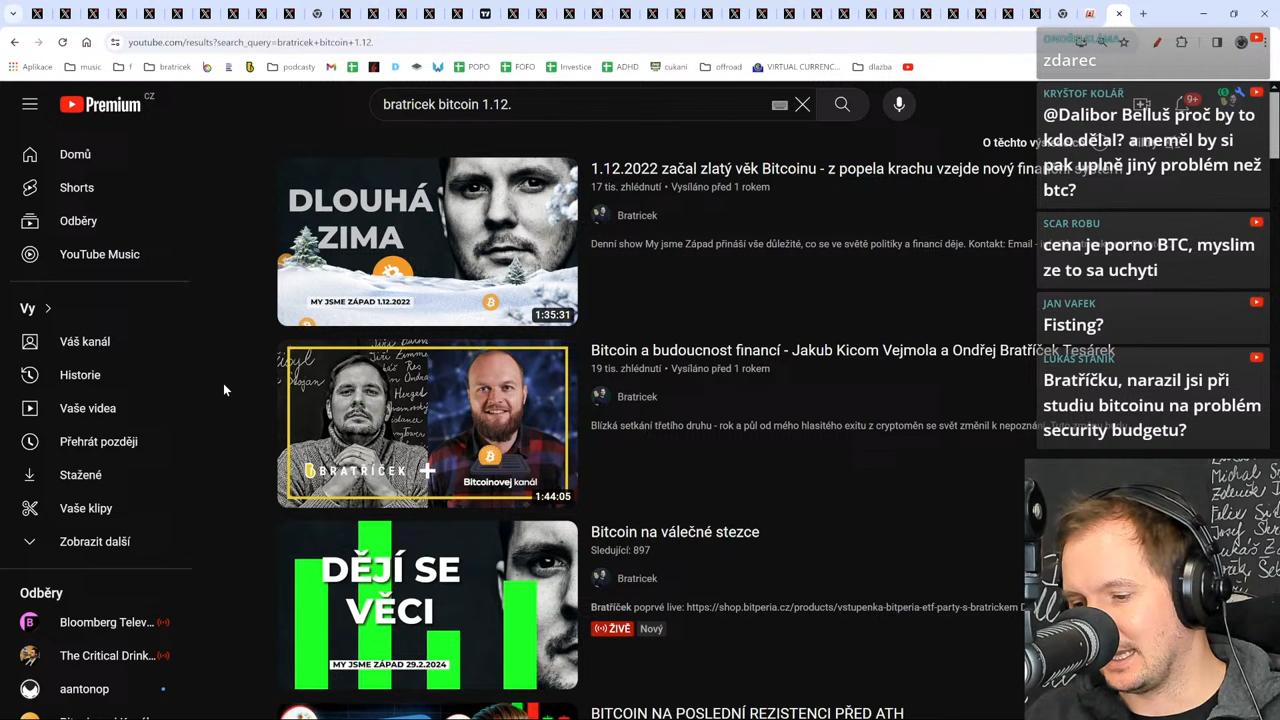 youtube.com/results?search_query=bratricek+bitcoin+1.12.
Aplikace
music
f
bratricek
b
podcasty
POPO
FOFO
Investice
ADHD
cukani
offroad
VIRTUAL CURRENC...
dlazba
Premium CZ
bratricek bitcoin 1.12.
9+
Domů
Shorts
Odběry
YouTube Music
Vy
Váš kanál
Historie
Vaše videa
Přehrát později
Stažené
Vaše klipy
Zobrazit další
Odběry
Bloomberg Telev...
The Critical Drink...
aantonop
O těchto
DLOUHÁ
ZIMA
MY JSME ZÁPAD 1.12.2022
1:35:31
1.12.2022 začal zlatý věk Bitcoinu - z popela krachu vzejde nový finanční systém
17 tis. zhlédnutí • Vysíláno před 1 rokem
Bratricek
Denní show My jsme Západ přináší vše důležité, co se ve světě politiky a financí děje. Kontakt: Email -
BRATŘÍČEK +
Bitcoinovej kanál
1:44:05
Bitcoin a budoucnost financí - Jakub Kicom Vejmola a Ondřej Bratříček Tesárek
19 tis. zhlédnutí • Vysíláno před 1 rokem
Bratricek
Blízká setkání třetího druhu - rok a půl od mého hlasitého exitu z cryptoměn se svět změnil k nepoznání.
DĚJÍ SE
VĚCI
MY JSME ZÁPAD 29.2.2024
Bitcoin na válečné stezce
Sledující: 897
Bratricek
Bratříček poprvé live: https://shop.bitperia.cz/products/vstupenka-bitperia-etf-party-s-bratrickem
ŽIVĚ
Nový
BITCOIN NA POSLEDNÍ REZISTENCI PŘED ATH
zdarec
KRYŠTOF KOLÁŘ
@Dalibor Belluš proč by to
kdo dělal? a neměl by si
pak uplně jiný problém než
btc?
SCAR ROBU
cena je porno BTC, myslim
ze to sa uchyti
JAN VAFEK
Fisting?
LUKÁŠ STANÍK
Bratříčku, narazil jsi při
studiu bitcoinu na problém
security budgetu?